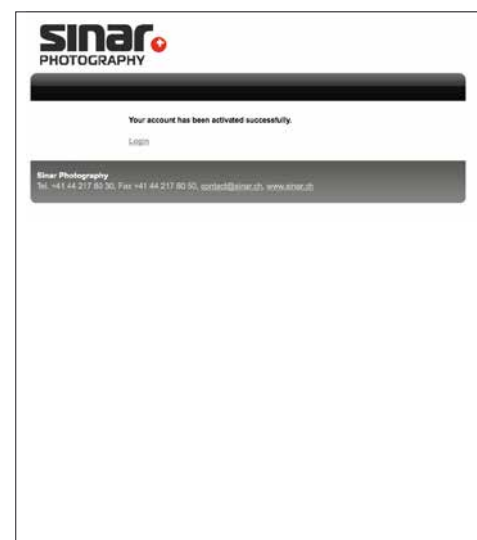 sinar
PHOTOGRAPHY
Your account has been activated successfully.
Login
Sinar Photography
Tel. +41 44 217 80 30, Fax +41 44 217 80 50, contact@sinar.ch, www.sinar.ch